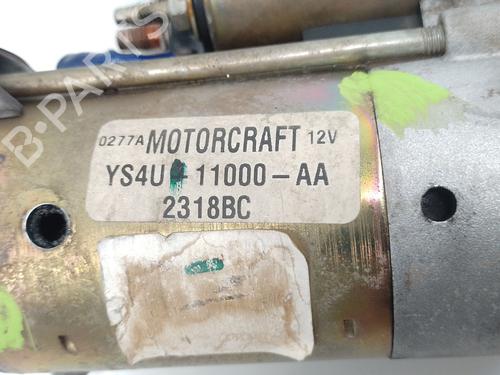 0277A MOTORCRAFT 12V
YS4U-11000-AA
2318BC
B-PARTS